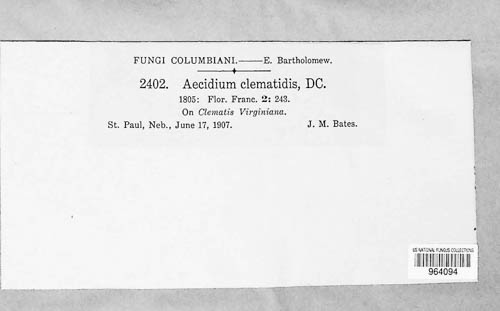 FUNGI COLUMBIANI.——E. Bartholomew.
2402. Aecidium clematidis, DC.
1805: Flor. Franc. 2: 243.
On Clematis Virginiana.
St. Paul, Neb., June 17, 1907. J. M. Bates.
US NATIONAL FUNGUS COLLECTIONS
964094